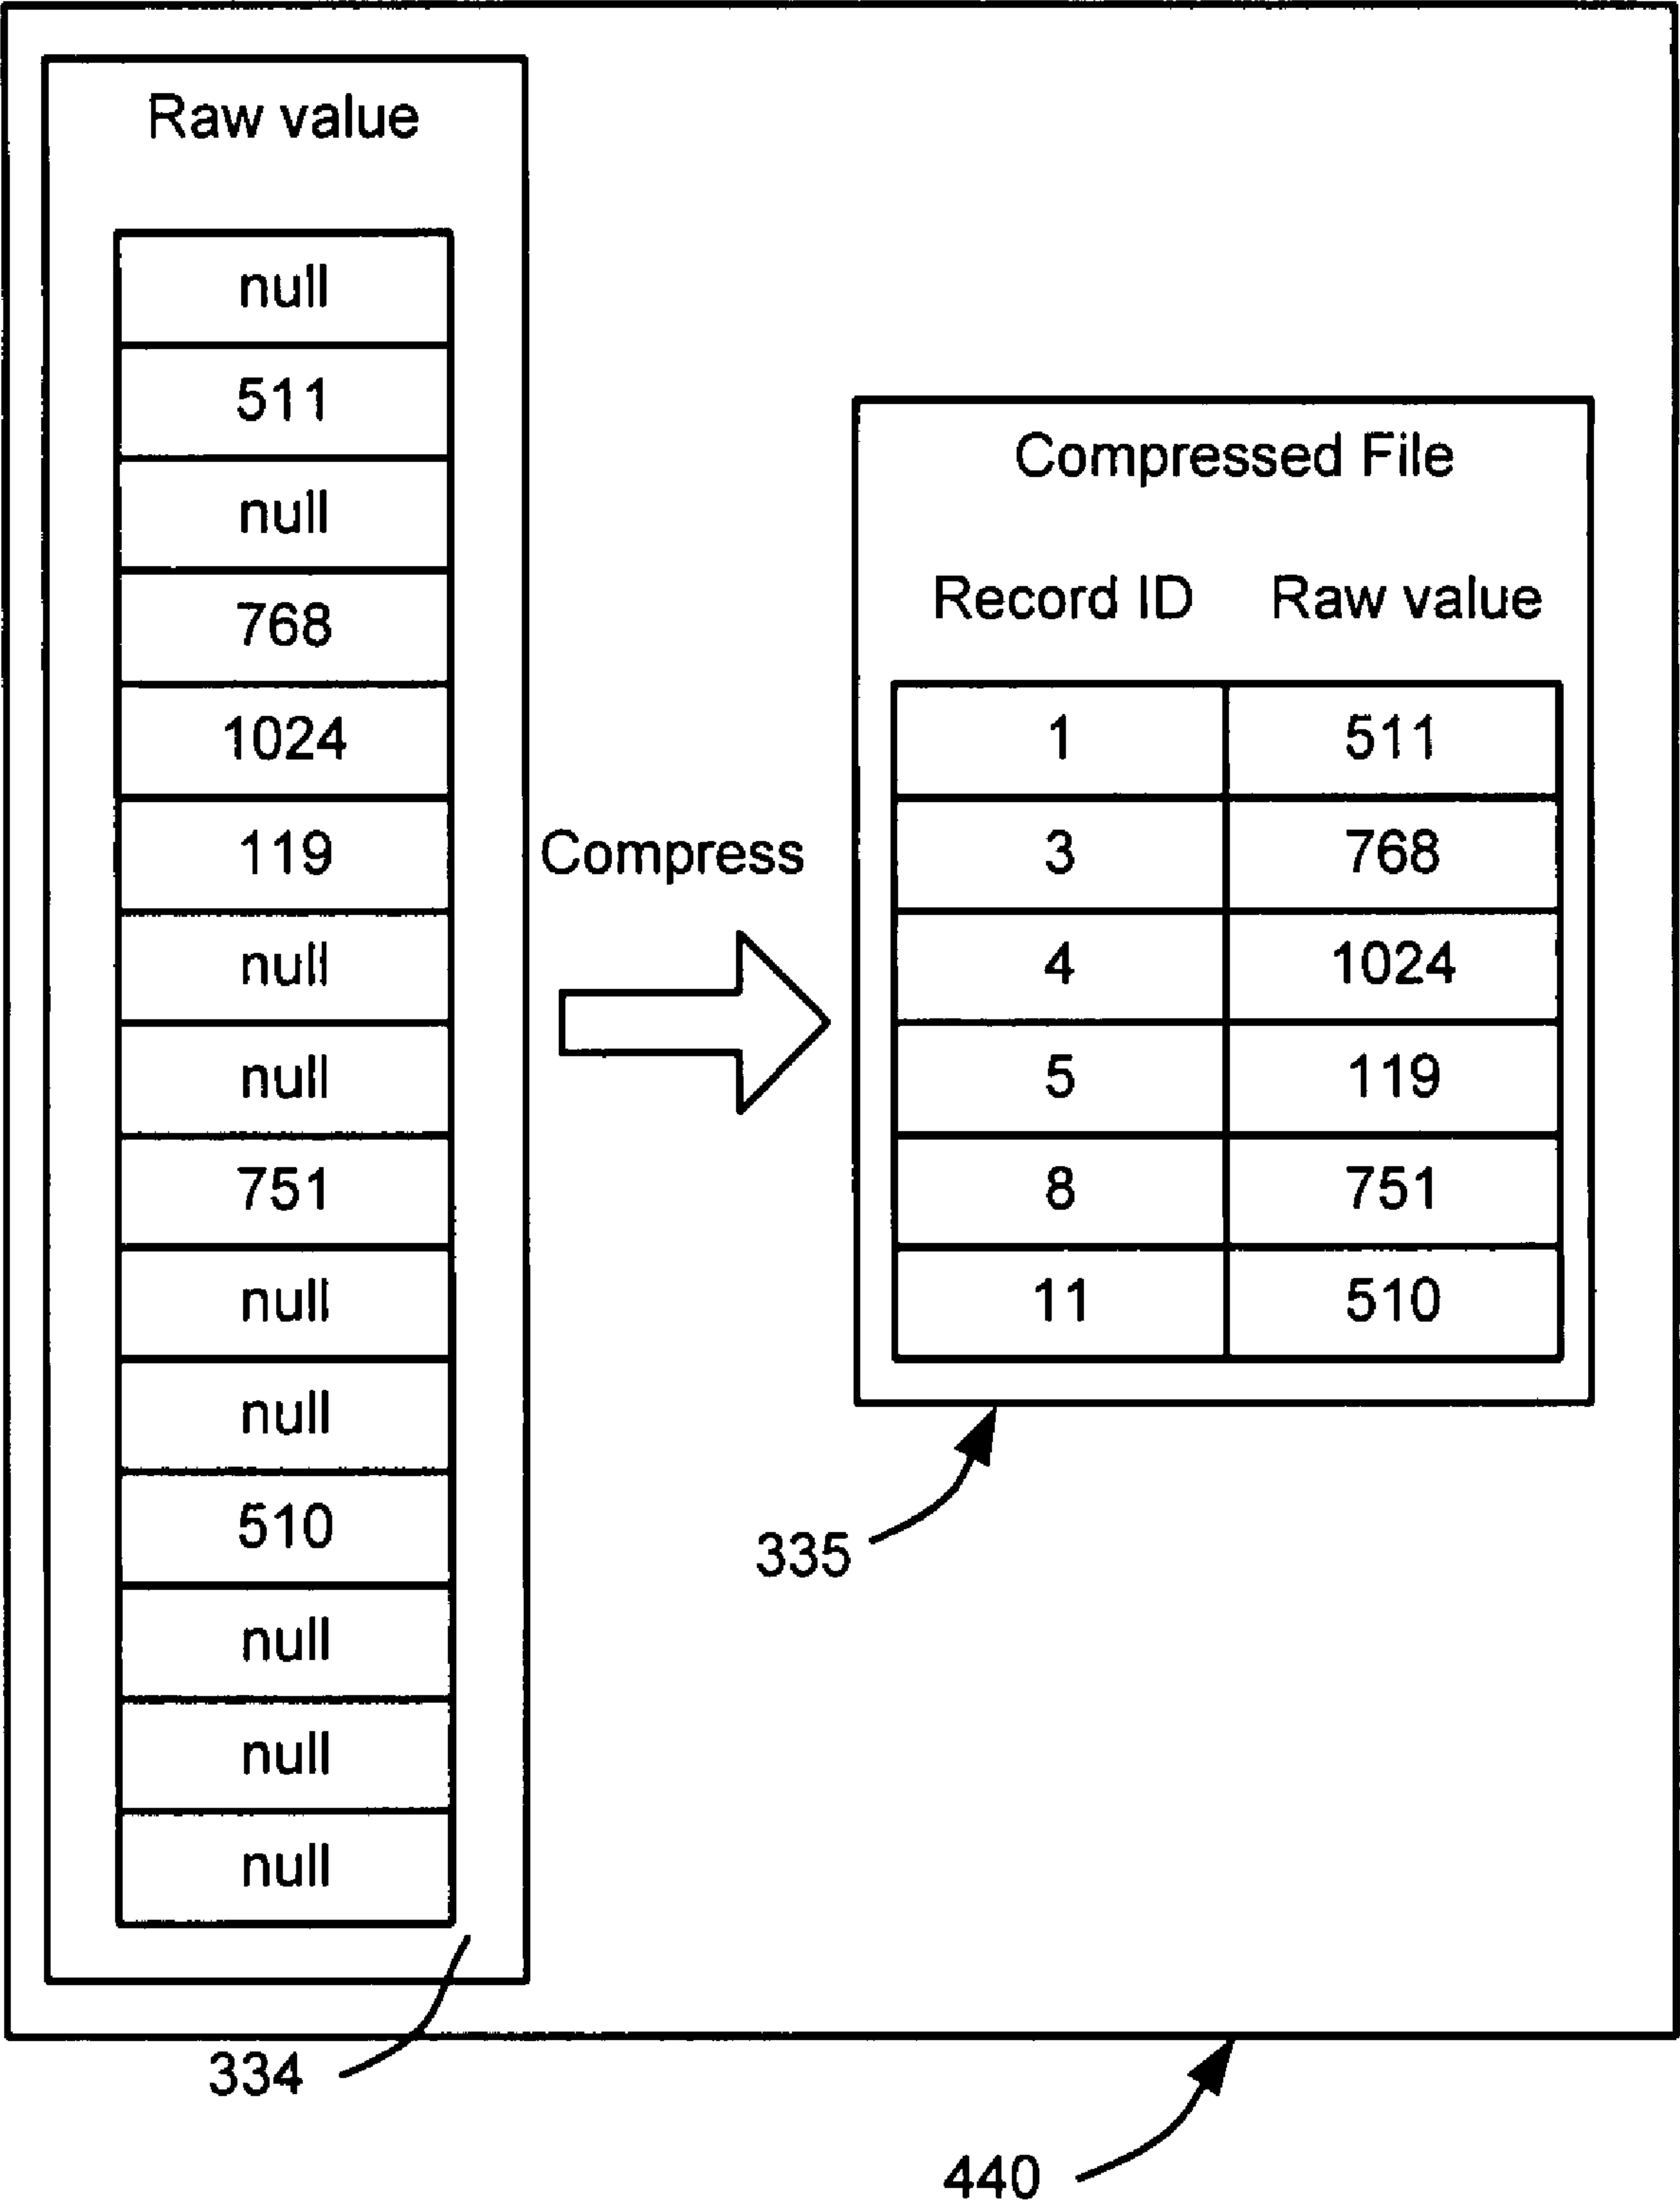 Raw value
null
511
null
768
1024
119
null
null
751
null
null
510
null
null
null
334
Compress
Compressed File
Record ID Raw value
1 511
3 768
4 1024
5 119
8 751
11 510
335
440